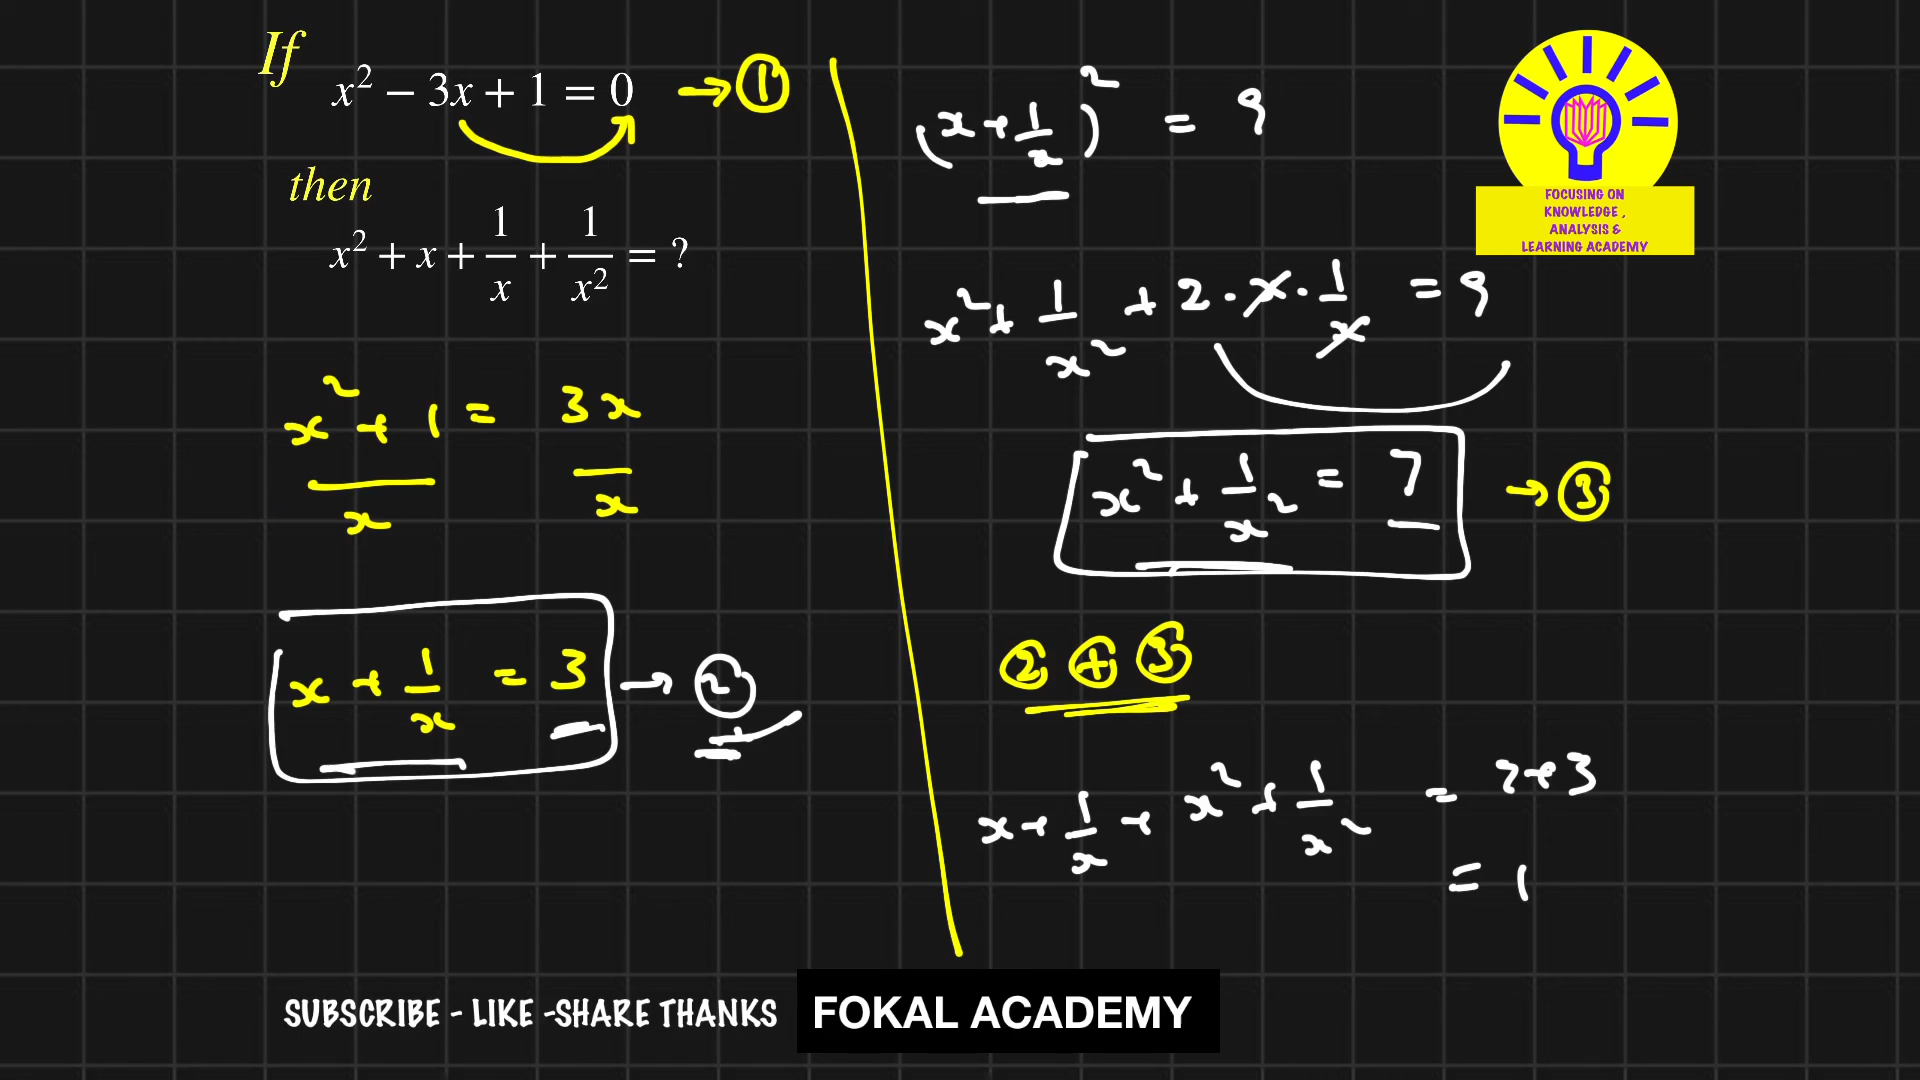 If
x² − 3x + 1 = 0 → ①
then
x² + x + 1/x + 1/x² = ?
x² + 1 = 3x
x x
x + 1/x = 3 → ②
(x + 1/x)² = 9
x² + 1/x² + 2 · x · 1/x = 9
x² + 1/x² = 7 → ③
② ⊕ ③
x + 1/x + x² + 1/x² = 7 + 3
= 1
FOCUSING ON
KNOWLEDGE ,
ANALYSIS &
LEARNING ACADEMY
SUBSCRIBE - LIKE -SHARE THANKS
FOKAL ACADEMY